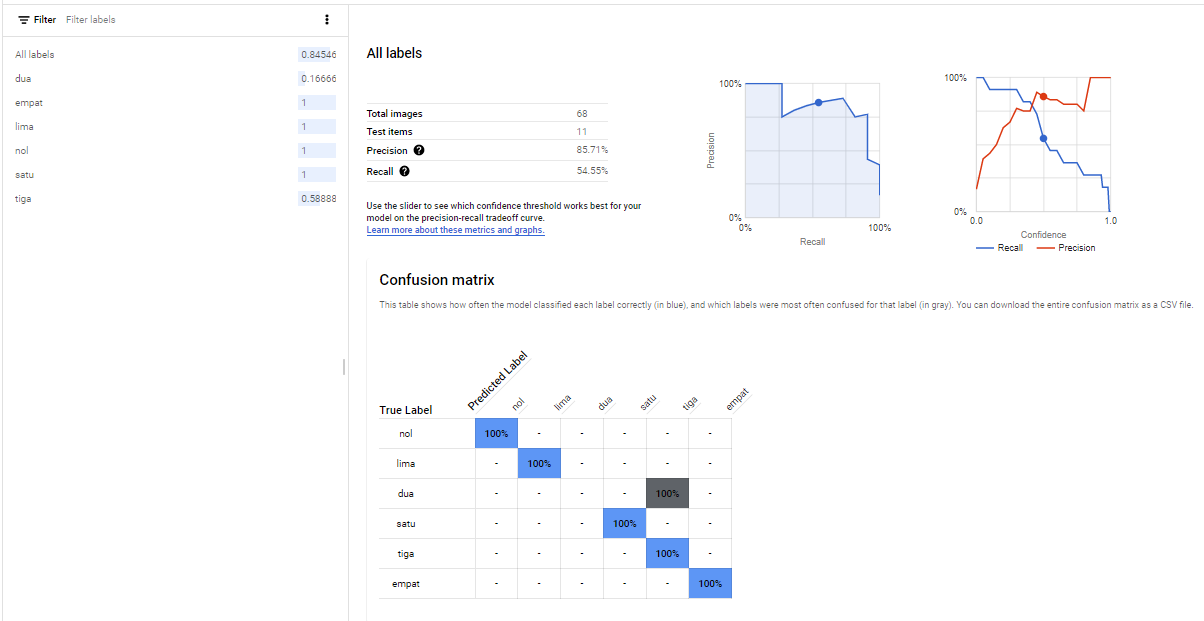 Filter Filter labels
All labels 0.84546
dua 0.16666
empat 1
lima 1
nol 1
satu 1
tiga 0.58888
All labels
Total images 68
Test items 11
Precision ? 85.71%
Recall ? 54.55%
Use the slider to see which confidence threshold works best for your
model on the precision-recall tradeoff curve.
Learn more about these metrics and graphs.
100%
Precision
0%
0% 100%
Recall
100%
0%
0.0 1.0
Confidence
Recall Precision
Confusion matrix
This table shows how often the model classified each label correctly (in blue), and which labels were most often confused for that label (in gray). You can download the entire confusion matrix as a CSV file.
True Label Predicted Label nol lima dua satu tiga empat
nol 100% - - - - -
lima - 100% - - - -
dua - - - - 100% -
satu - - - 100% - -
tiga - - - - 100% -
empat - - - - - 100%